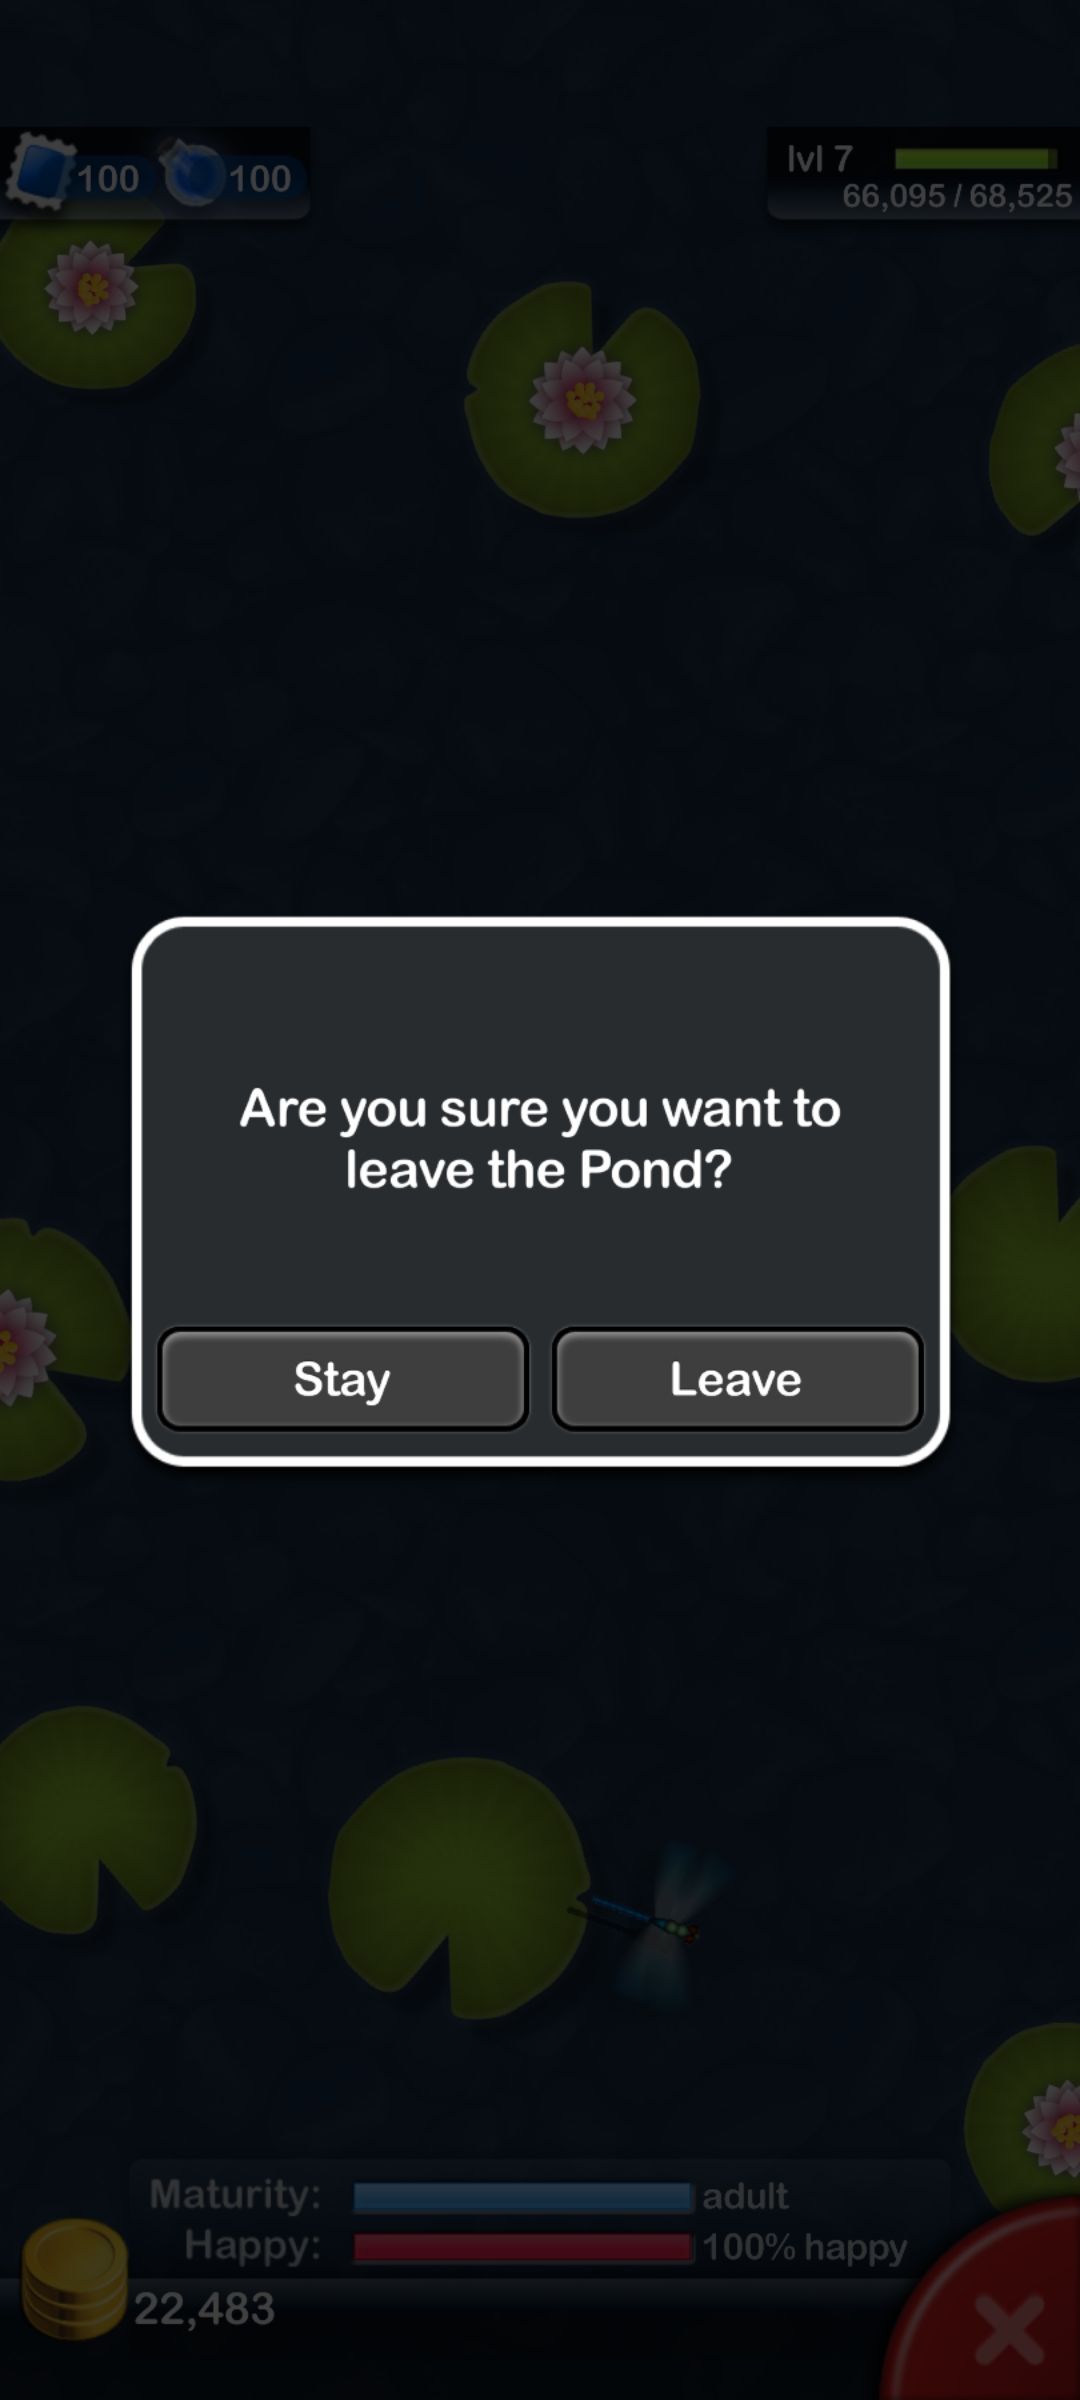 100 100
lvl 7
66,095 / 68,525
Are you sure you want to
leave the Pond?
Stay Leave
Maturity: adult
Happy: 100% happy
22,483